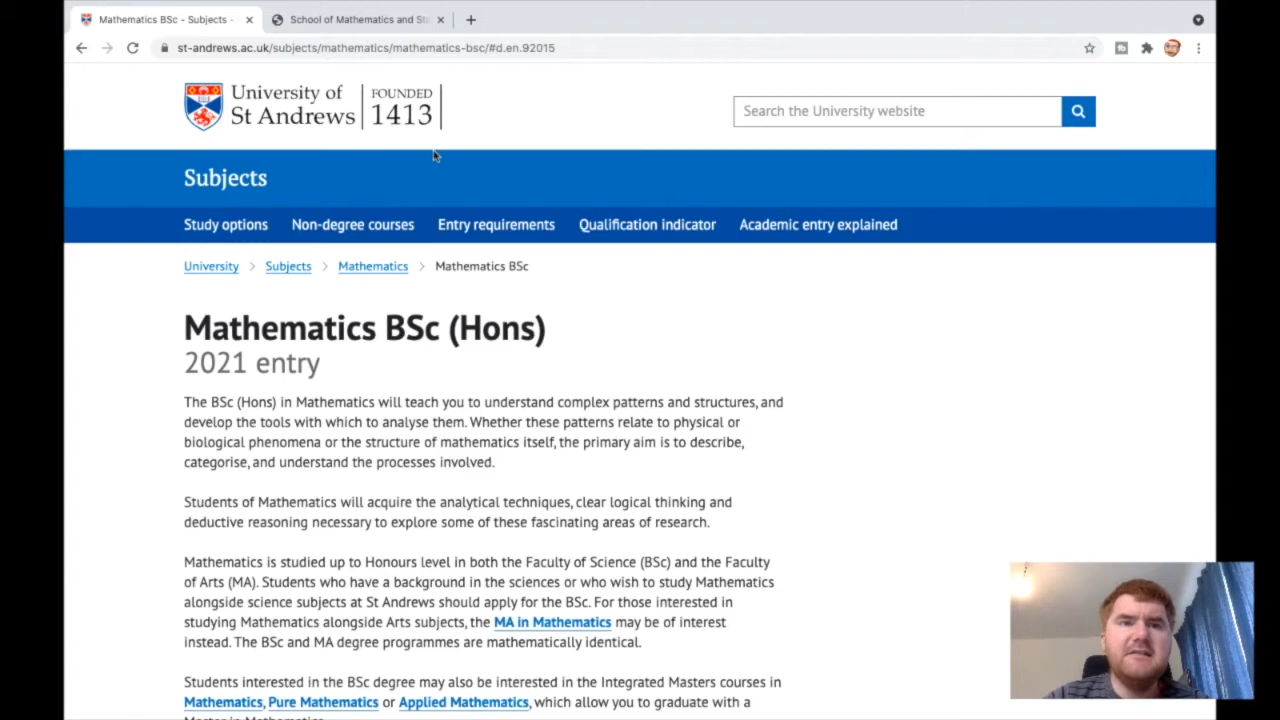 Mathematics BSc - Subjects -
School of Mathematics and St
st-andrews.ac.uk/subjects/mathematics/mathematics-bsc/#d.en.92015
University of
St Andrews
FOUNDED
1413
Search the University website
Subjects
Study options Non-degree courses Entry requirements Qualification indicator Academic entry explained
University > Subjects > Mathematics > Mathematics BSc
Mathematics BSc (Hons)
2021 entry
The BSc (Hons) in Mathematics will teach you to understand complex patterns and structures, and
develop the tools with which to analyse them. Whether these patterns relate to physical or
biological phenomena or the structure of mathematics itself, the primary aim is to describe,
categorise, and understand the processes involved.
Students of Mathematics will acquire the analytical techniques, clear logical thinking and
deductive reasoning necessary to explore some of these fascinating areas of research.
Mathematics is studied up to Honours level in both the Faculty of Science (BSc) and the Faculty
of Arts (MA). Students who have a background in the sciences or who wish to study Mathematics
alongside science subjects at St Andrews should apply for the BSc. For those interested in
studying Mathematics alongside Arts subjects, the MA in Mathematics may be of interest
instead. The BSc and MA degree programmes are mathematically identical.
Students interested in the BSc degree may also be interested in the Integrated Masters courses in
Mathematics, Pure Mathematics or Applied Mathematics, which allow you to graduate with a
Master in Mathematics